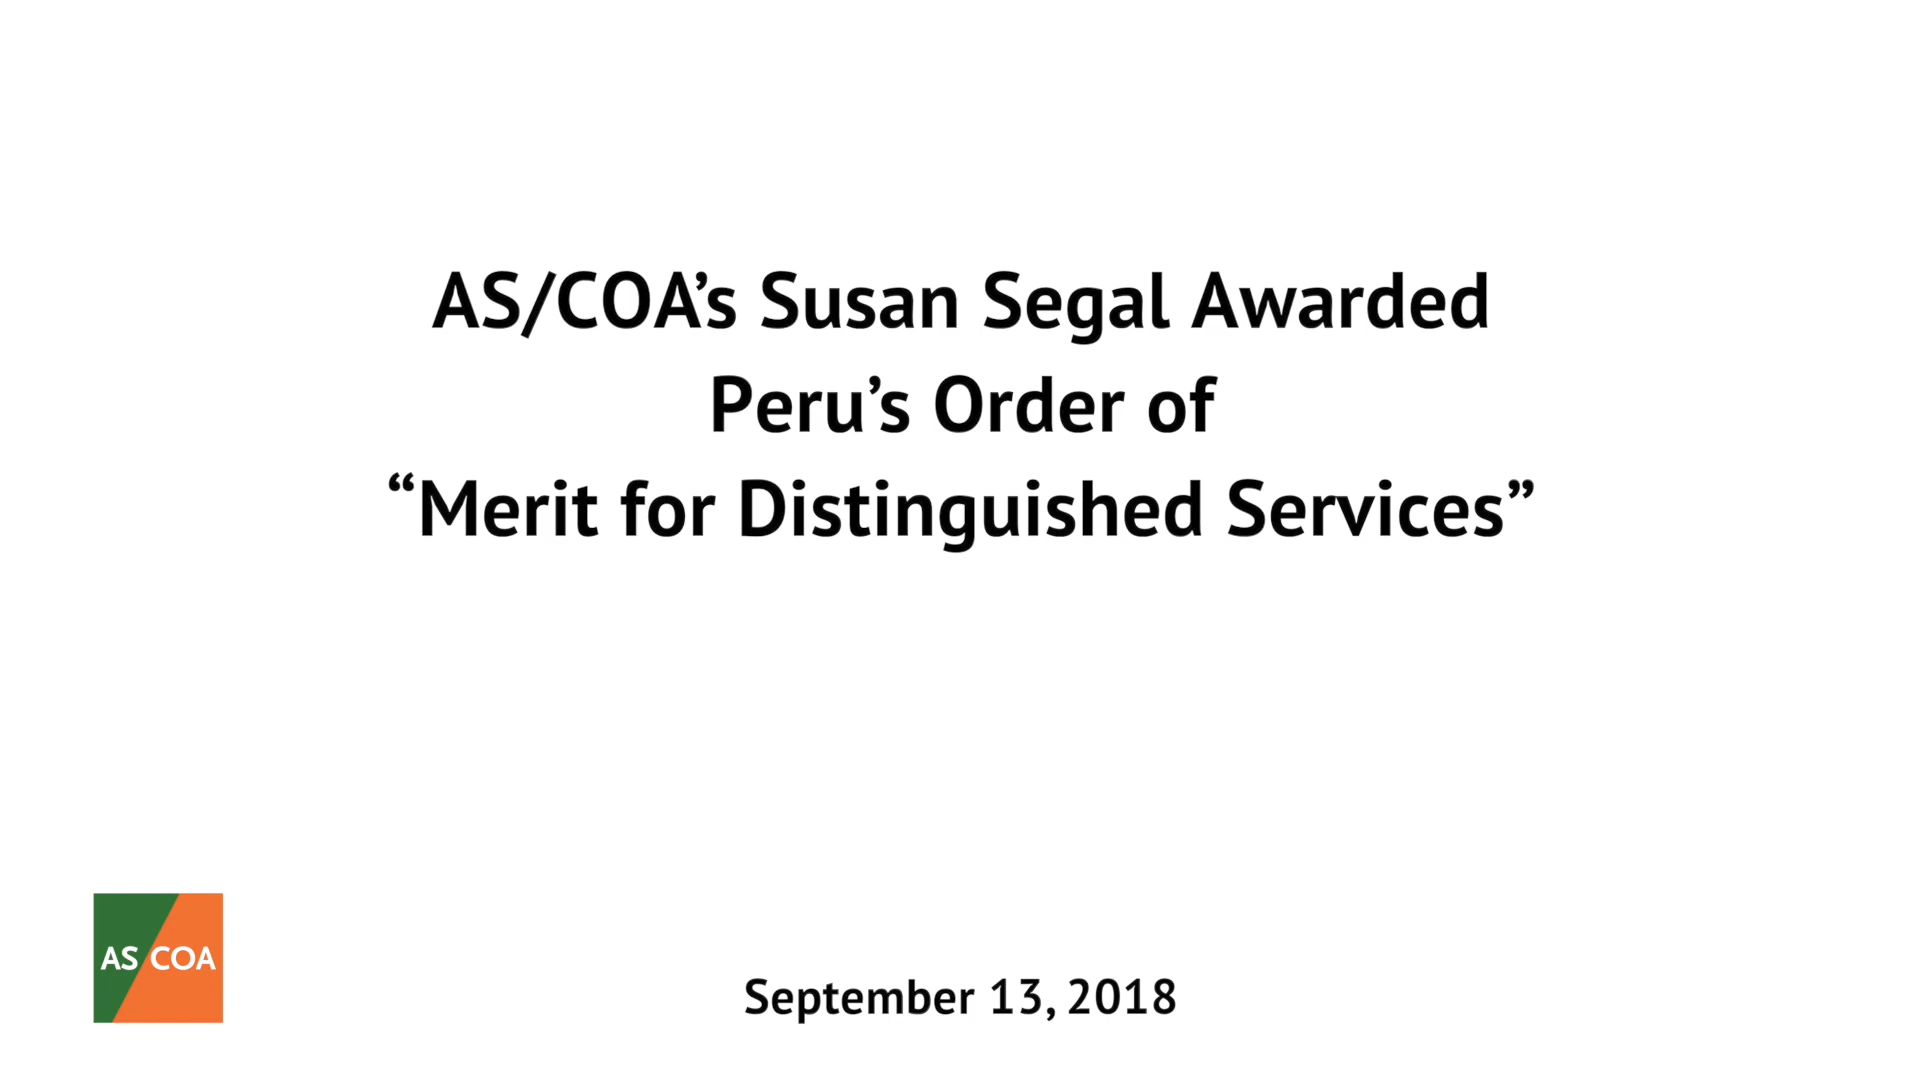 AS/COA’s Susan Segal Awarded
Peru’s Order of
“Merit for Distinguished Services”
AS/COA
September 13, 2018